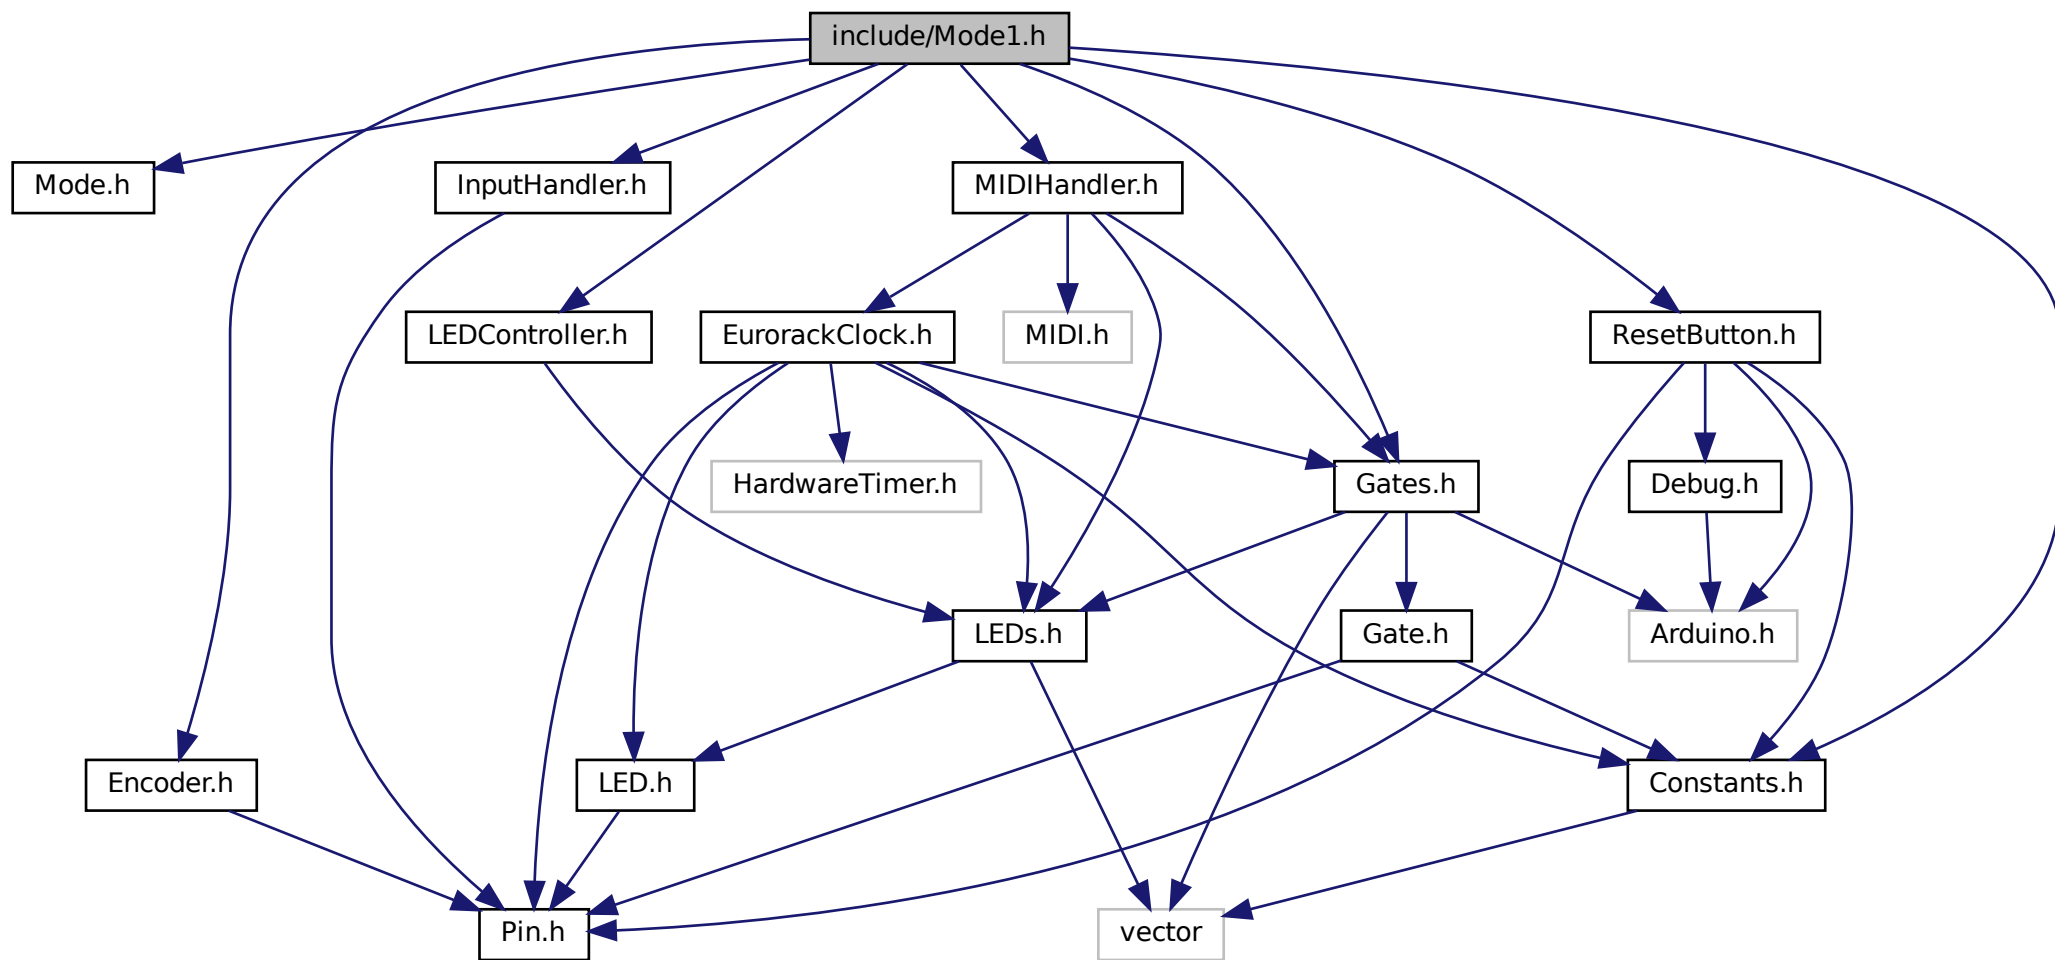 include/Mode1.h
Mode.h
InputHandler.h
MIDIHandler.h
LEDController.h
EurorackClock.h
MIDI.h
ResetButton.h
HardwareTimer.h
Gates.h
Debug.h
LEDs.h
Gate.h
Arduino.h
Encoder.h
LED.h
Constants.h
Pin.h
vector